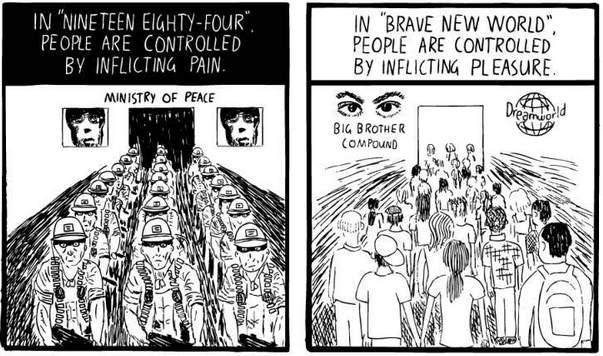 IN "NINETEEN EIGHTY-FOUR",
PEOPLE ARE CONTROLLED
BY INFLICTING PAIN.
MINISTRY OF PEACE
IN "BRAVE NEW WORLD",
PEOPLE ARE CONTROLLED
BY INFLICTING PLEASURE.
BIG BROTHER
COMPOUND
Dreamworld